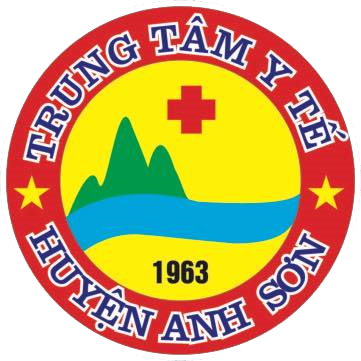 TRUNG TÂM Y TẾ
1963
HUYỆN ANH SƠN